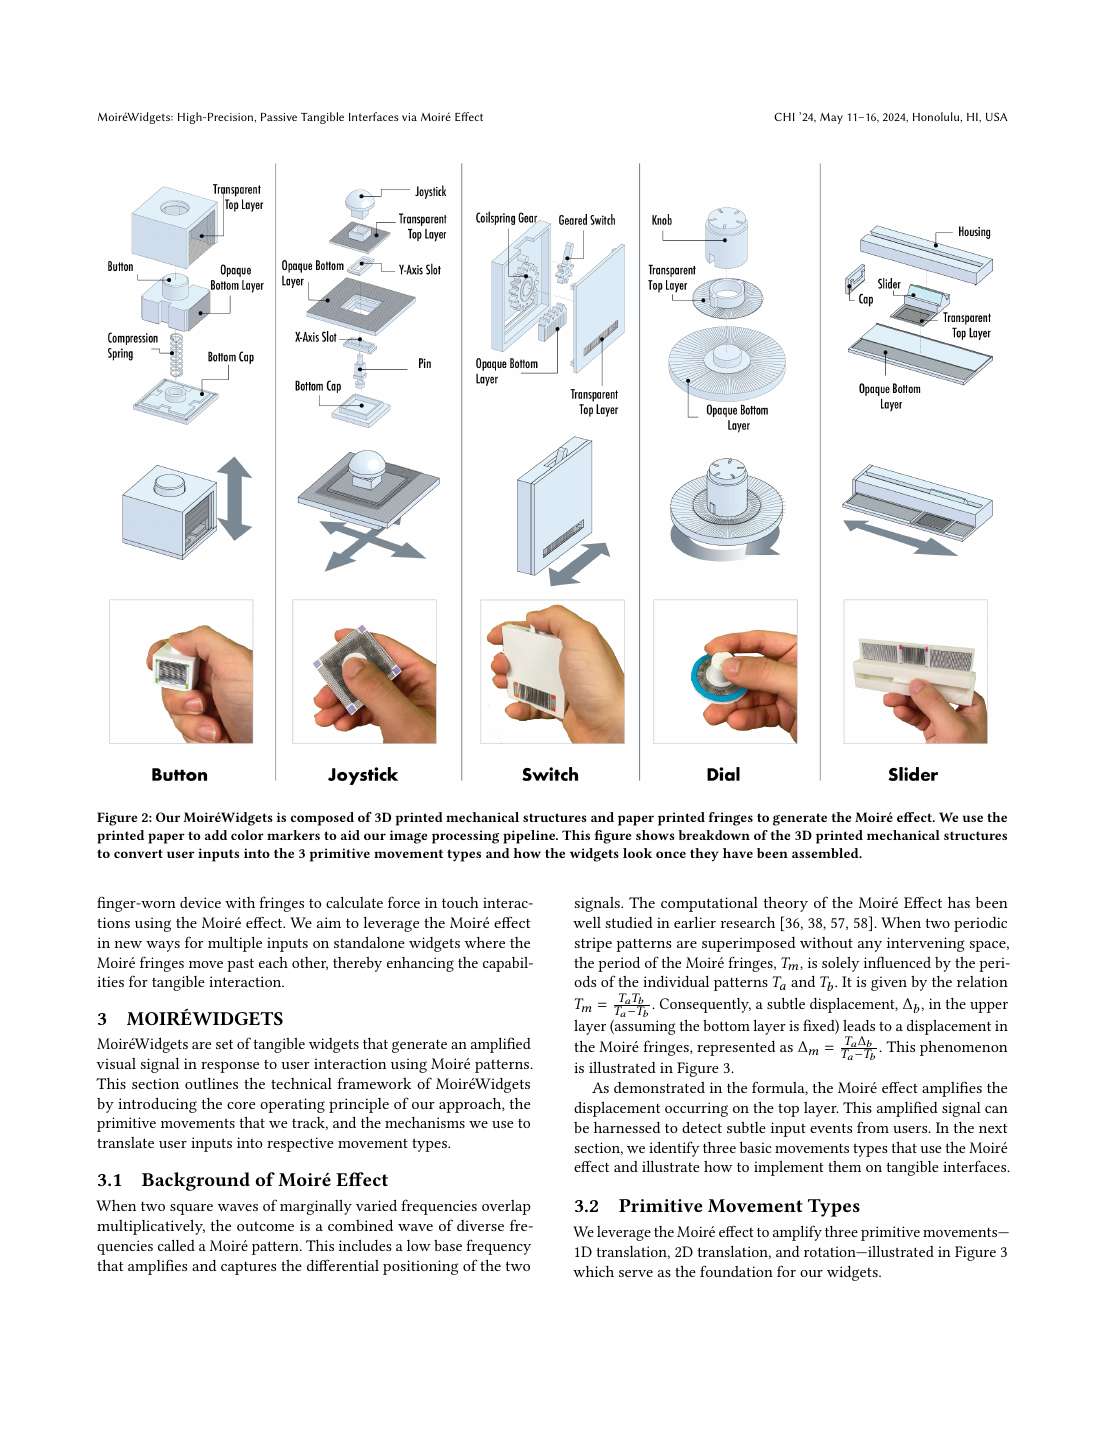 MoiréWidgets: High-Precision, Passive Tangible Interfaces via Moiré Effect
CHI ’24, May 11–16, 2024, Honolulu, HI, USA
Transparent
Top Layer
Button
Opaque
Bottom Layer
Compression
Spring
Bottom Cap
Joystick
Transparent
Top Layer
Opaque Bottom
Layer
Y-Axis Slot
X-Axis Slot
Pin
Bottom Cap
Coilspring Gear
Geared Switch
Opaque Bottom
Layer
Transparent
Top Layer
Knob
Transparent
Top Layer
Opaque Bottom
Layer
Housing
Slider
Cap
Transparent
Top Layer
Opaque Bottom
Layer
Button
Joystick
Switch
Dial
Slider
Figure 2: Our MoiréWidgets is composed of 3D printed mechanical structures and paper printed fringes to generate the Moiré effect. We use the
printed paper to add color markers to aid our image processing pipeline. This figure shows breakdown of the 3D printed mechanical structures
to convert user inputs into the 3 primitive movement types and how the widgets look once they have been assembled.
finger-worn device with fringes to calculate force in touch interac-
tions using the Moiré effect. We aim to leverage the Moiré effect
in new ways for multiple inputs on standalone widgets where the
Moiré fringes move past each other, thereby enhancing the capabil-
ities for tangible interaction.
3 MOIRÉWIDGETS
MoiréWidgets are set of tangible widgets that generate an amplified
visual signal in response to user interaction using Moiré patterns.
This section outlines the technical framework of MoiréWidgets
by introducing the core operating principle of our approach, the
primitive movements that we track, and the mechanisms we use to
translate user inputs into respective movement types.
3.1 Background of Moiré Effect
When two square waves of marginally varied frequencies overlap
multiplicatively, the outcome is a combined wave of diverse fre-
quencies called a Moiré pattern. This includes a low base frequency
that amplifies and captures the differential positioning of the two
signals. The computational theory of the Moiré Effect has been
well studied in earlier research [36, 38, 57, 58]. When two periodic
stripe patterns are superimposed without any intervening space,
the period of the Moiré fringes, Tm, is solely influenced by the peri-
ods of the individual patterns Ta and Tb. It is given by the relation
Tm = TaTb / Ta−Tb. Consequently, a subtle displacement, Δb, in the upper
layer (assuming the bottom layer is fixed) leads to a displacement in
the Moiré fringes, represented as Δm = TaΔb / Ta−Tb. This phenomenon
is illustrated in Figure 3.
As demonstrated in the formula, the Moiré effect amplifies the
displacement occurring on the top layer. This amplified signal can
be harnessed to detect subtle input events from users. In the next
section, we identify three basic movements types that use the Moiré
effect and illustrate how to implement them on tangible interfaces.
3.2 Primitive Movement Types
We leverage the Moiré effect to amplify three primitive movements—
1D translation, 2D translation, and rotation—illustrated in Figure 3
which serve as the foundation for our widgets.